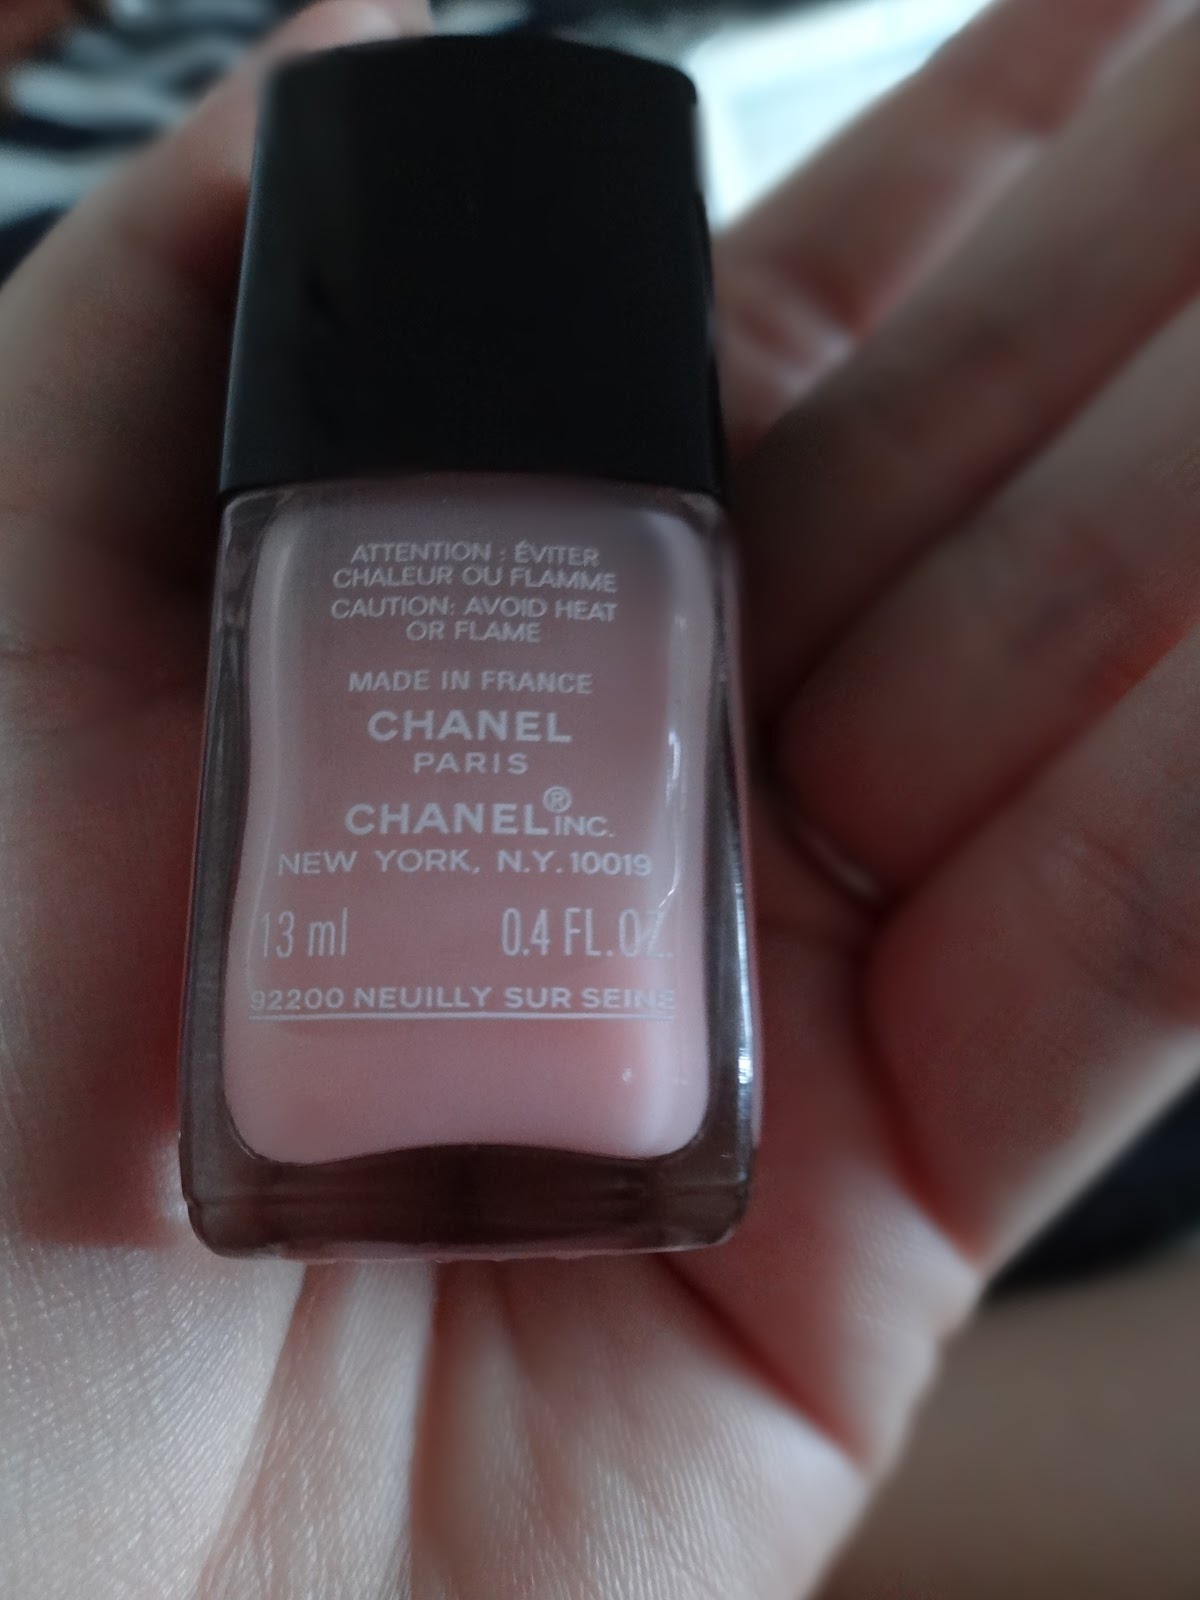 ATTENTION : ÉVITER
CHALEUR OU FLAMME
CAUTION: AVOID HEAT
OR FLAME
MADE IN FRANCE
CHANEL
PARIS
CHANEL® INC.
NEW YORK, N.Y. 10019
13 ml 0.4 FL.OZ.
92200 NEUILLY SUR SEINE